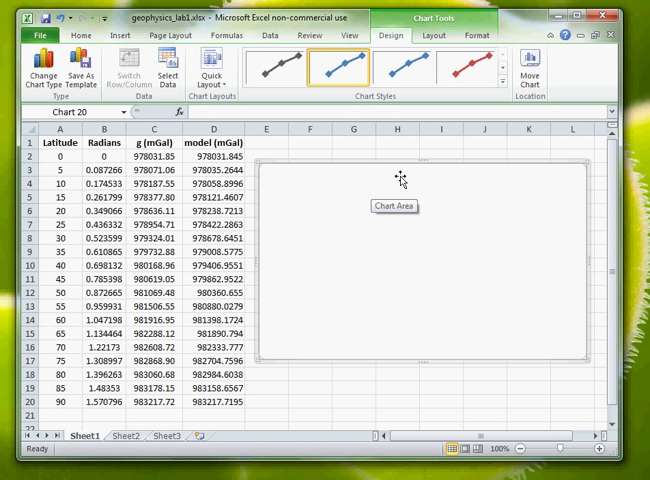 geophysics_lab1.xlsx - Microsoft Excel non-commercial use
Chart Tools
File Home Insert Page Layout Formulas Data Review View Design Layout Format
Change Chart Type
Save As Template
Switch Row/Column
Select Data
Quick Layout
Move Chart
Type Data Chart Layouts Chart Styles Location
Chart 20 fx
A B C D E F G H I J K L
1 Latitude Radians g (mGal) model (mGal)
2 0 0 978031.85 978031.845
3 5 0.087266 978071.06 978035.2644
4 10 0.174533 978187.55 978058.8996
5 15 0.261799 978377.80 978121.4607
6 20 0.349066 978636.11 978238.7213
7 25 0.436332 978954.71 978422.2863
8 30 0.523599 979324.01 978678.6451
9 35 0.610865 979732.88 979008.5775
10 40 0.698132 980168.96 979406.9551
11 45 0.785398 980619.05 979862.9522
12 50 0.872665 981069.48 980360.655
13 55 0.959931 981506.55 980880.0279
14 60 1.047198 981916.95 981398.1724
15 65 1.134464 982288.12 981890.794
16 70 1.22173 982608.72 982333.777
17 75 1.308997 982868.90 982704.7596
18 80 1.396263 983060.68 982984.6038
19 85 1.48353 983178.15 983158.6567
20 90 1.570796 983217.72 983217.7195
21
22
Chart Area
Sheet1 Sheet2 Sheet3
Ready 100%